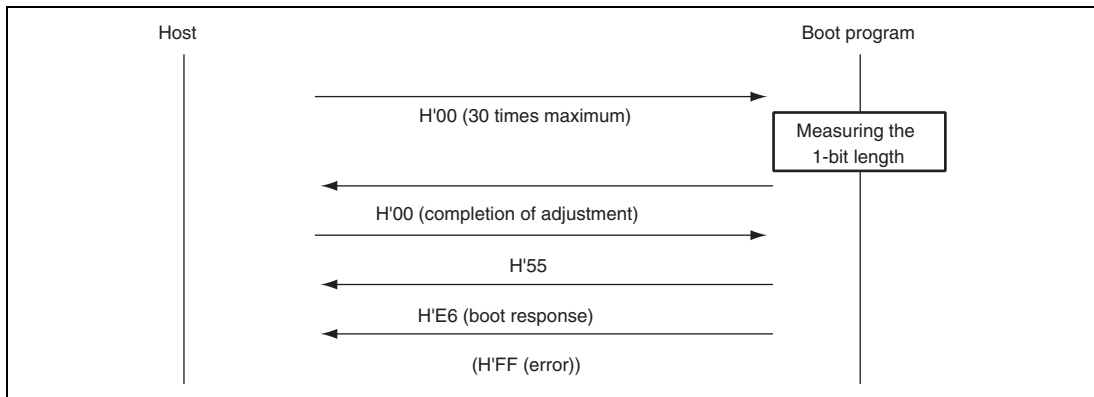 Host
Boot program
H'00 (30 times maximum)
Measuring the
1-bit length
H'00 (completion of adjustment)
H'55
H'E6 (boot response)
(H'FF (error))